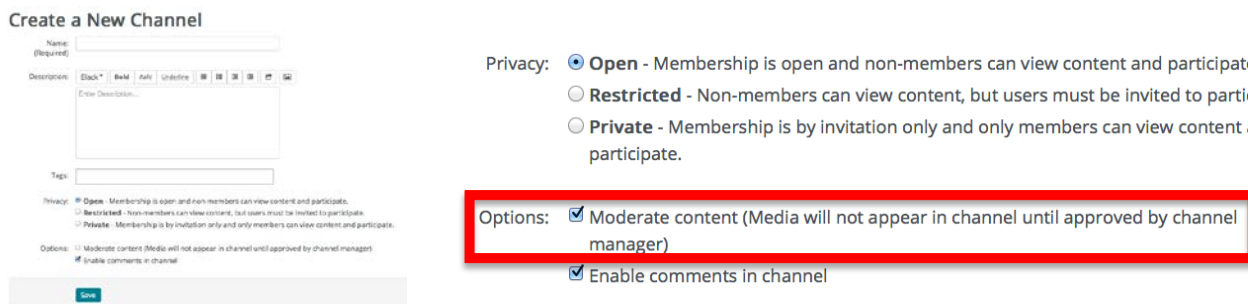 Create a New Channel
Name:
(Required)
Description:
Black
Bold
Italic
Underline
Enter Description...
Tags:
Privacy:
Open - Membership is open and non-members can view content and participate.
Restricted - Non-members can view content, but users must be invited to participate.
Private - Membership is by invitation only and only members can view content and participate.
Options:
Moderate content (Media will not appear in channel until approved by channel manager)
Enable comments in channel
Save
Privacy:
Open - Membership is open and non-members can view content and participate
Restricted - Non-members can view content, but users must be invited to parti
Private - Membership is by invitation only and only members can view content
participate.
Options:
Moderate content (Media will not appear in channel until approved by channel
manager)
Enable comments in channel